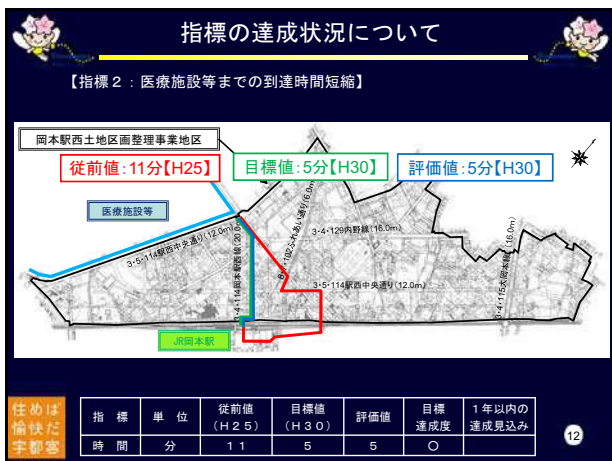 指標の達成状況について
【指標２：医療施設等までの到達時間短縮】
岡本駅西土地区画整理事業地区
従前値:11分【H25】
目標値:5分【H30】
評価値:5分【H30】
医療施設等
3・5・114駅西中央通り(12.0m)
3・4・129内野線(16.0m)
3・5・114駅西中央通り(12.0m)
3・4・115大岡本線(16.0m)
JR岡本駅
住めば
愉快だ
宇都宮
指標 単位 従前値(H25) 目標値(H30) 評価値 目標達成度 1年以内の達成見込み
時間 分 11 5 5 ○
12